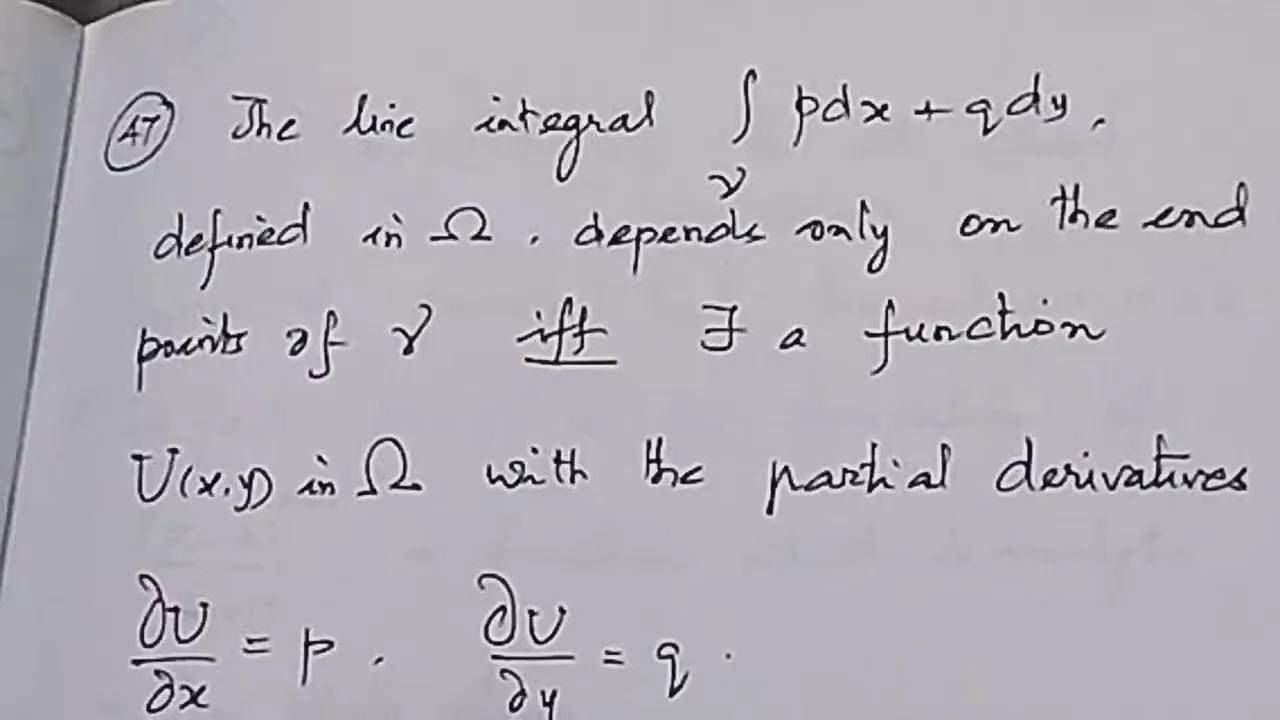 47 The line integral ∫_γ pdx + qdy,
defined in Ω, depends only on the end
points of γ iff ∃ a function
U(x,y) in Ω with the partial derivatives
∂U/∂x = p, ∂U/∂y = q.